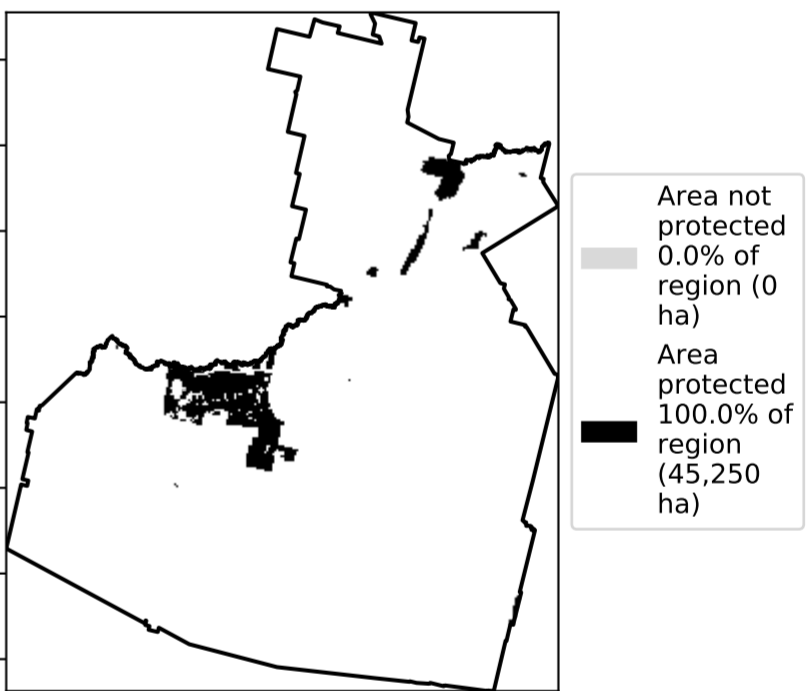 Area not
protected
0.0% of
region (0
ha)
Area
protected
100.0% of
region
(45,250
ha)